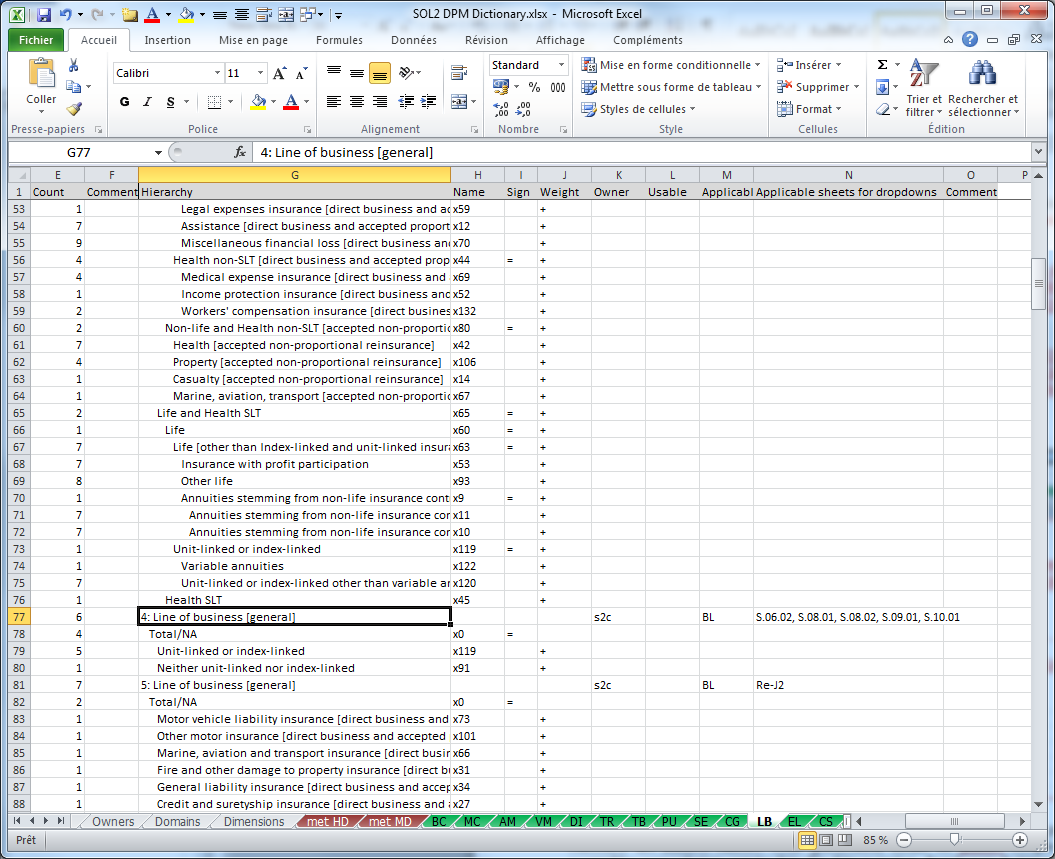 SOL2 DPM Dictionary.xlsx - Microsoft Excel
Fichier Accueil Insertion Mise en page Formules Données Révision Affichage Compléments
Coller
Calibri 11
Standard
Mise en forme conditionnelle
Mettre sous forme de tableau
Styles de cellules
Insérer
Supprimer
Format
Trier et filtrer
Rechercher et sélectionner
G I S
% 000
Presse-papiers Police Alignement Nombre Style Cellules Édition
G77 fx 4: Line of business [general]
E F G H I J K L M N O P
1 Count Comment Hierarchy Name Sign Weight Owner Usable Applicabl Applicable sheets for dropdowns Comment
53 1 Legal expenses insurance [direct business and ac x59 +
54 7 Assistance [direct business and accepted proport x12 +
55 9 Miscellaneous financial loss [direct business and x70 +
56 4 Health non-SLT [direct business and accepted prop x44 = +
57 4 Medical expense insurance [direct business and x69 +
58 1 Income protection insurance [direct business and x52 +
59 2 Workers' compensation insurance [direct busines x132 +
60 2 Non-life and Health non-SLT [accepted non-proportio x80 = +
61 7 Health [accepted non-proportional reinsurance] x42 +
62 4 Property [accepted non-proportional reinsurance] x106 +
63 1 Casualty [accepted non-proportional reinsurance] x14 +
64 1 Marine, aviation, transport [accepted non-proport x67 +
65 2 Life and Health SLT x65 = +
66 1 Life x60 = +
67 7 Life [other than Index-linked and unit-linked insura x63 = +
68 7 Insurance with profit participation x53 +
69 8 Other life x93 +
70 1 Annuities stemming from non-life insurance cont x9 = +
71 7 Annuities stemming from non-life insurance cor x11 +
72 7 Annuities stemming from non-life insurance cor x10 +
73 1 Unit-linked or index-linked x119 = +
74 1 Variable annuities x122 +
75 7 Unit-linked or index-linked other than variable an x120 +
76 1 Health SLT x45 +
77 6 4: Line of business [general] s2c BL S.06.02, S.08.01, S.08.02, S.09.01, S.10.01
78 4 Total/NA x0 =
79 5 Unit-linked or index-linked x119 +
80 1 Neither unit-linked nor index-linked x91 +
81 7 5: Line of business [general] s2c BL Re-J2
82 2 Total/NA x0 =
83 1 Motor vehicle liability insurance [direct business and x73 +
84 1 Other motor insurance [direct business and accepted x101 +
85 1 Marine, aviation and transport insurance [direct busir x66 +
86 1 Fire and other damage to property insurance [direct bu x31 +
87 1 General liability insurance [direct business and accep x34 +
88 1 Credit and suretyship insurance [direct business and a x27 +
Owners Domains Dimensions met HD met MD BC MC AM VM DI TR TB PU SE CG LB EL CS
Prêt 85 %